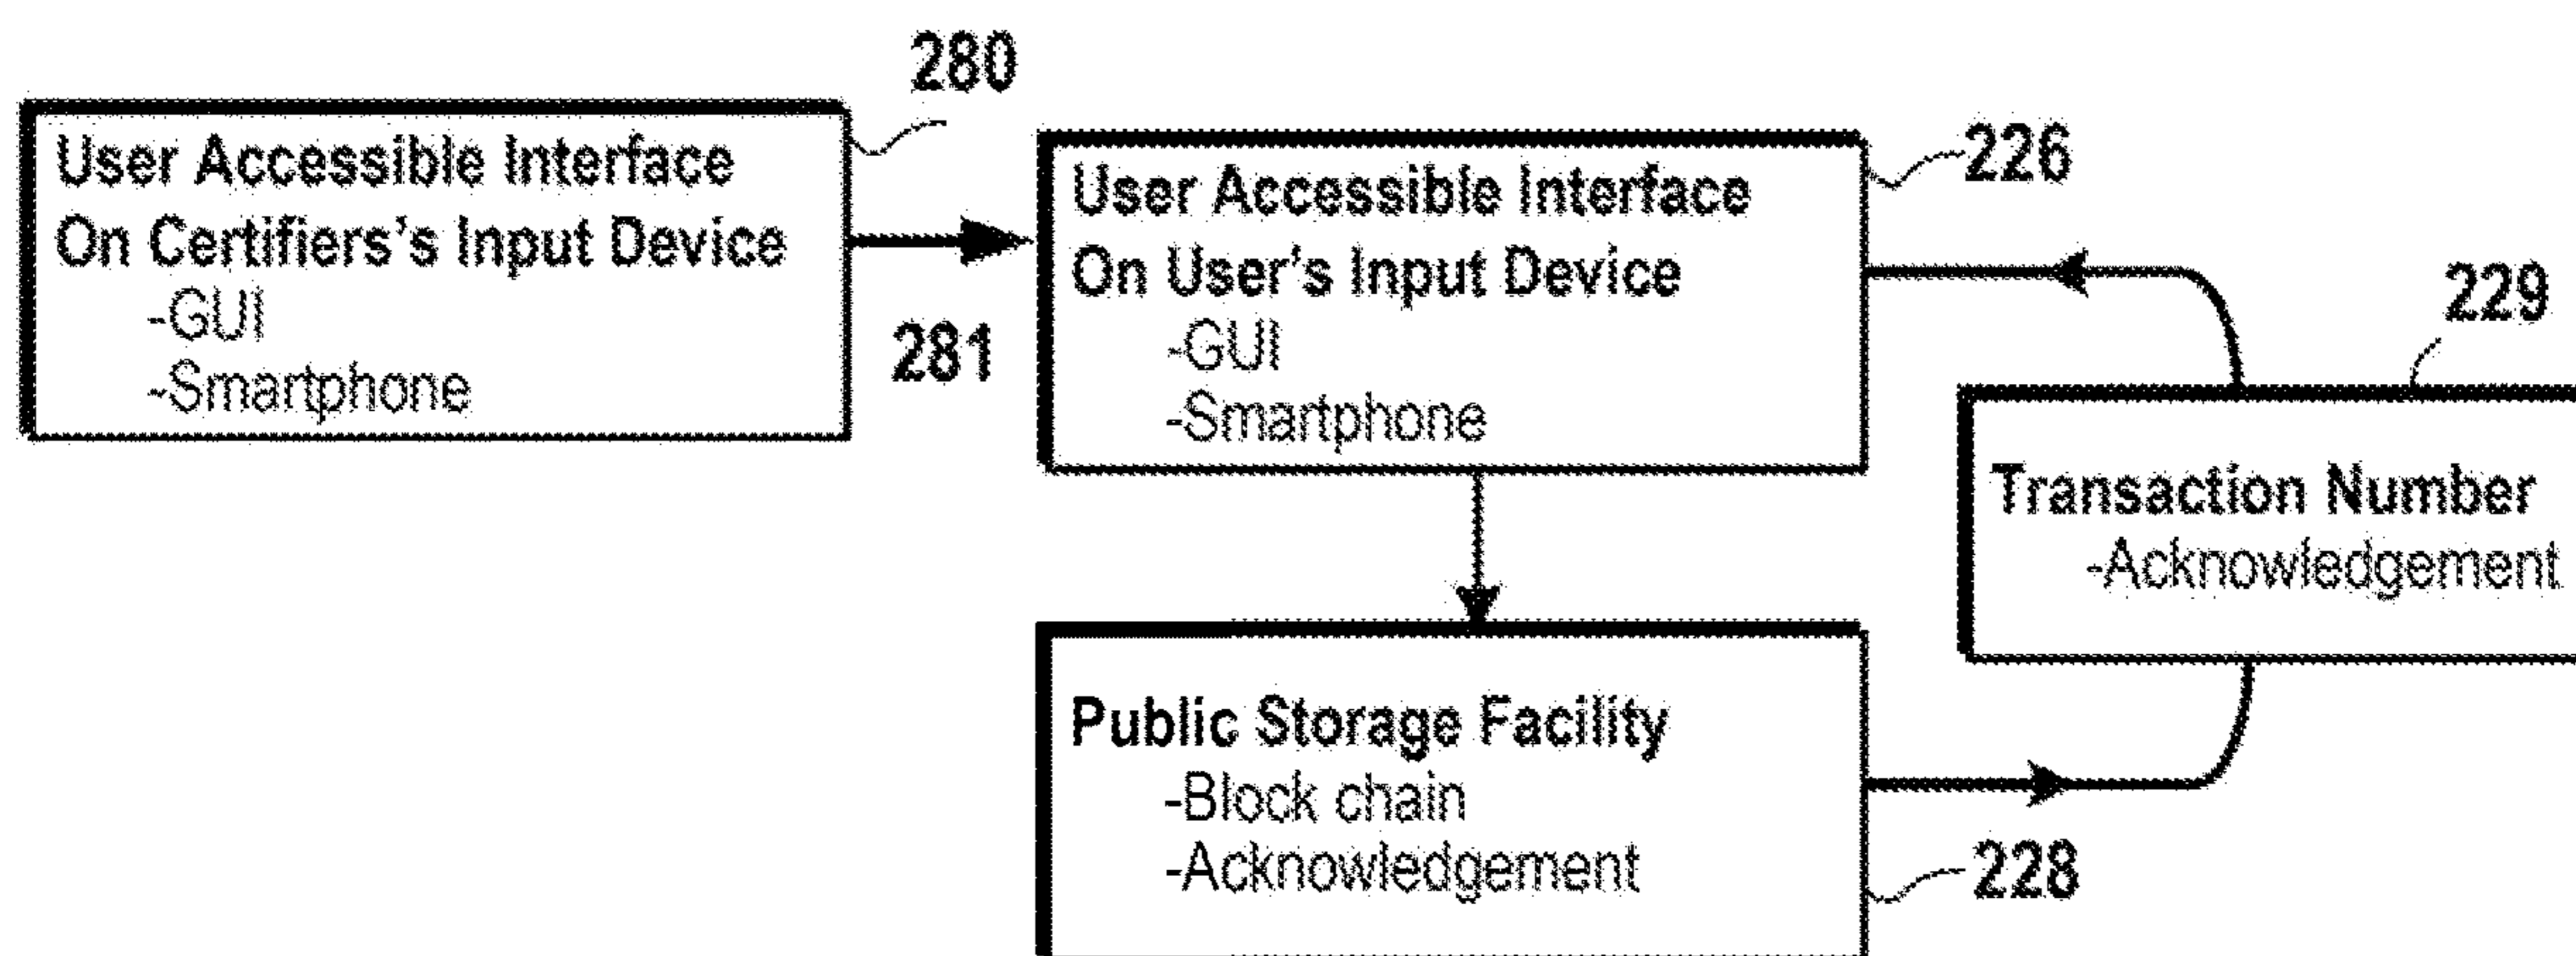 280
User Accessible Interface
On Certifiers's Input Device
-GUI
-Smartphone
281
226
User Accessible Interface
On User's Input Device
-GUI
-Smartphone
229
Transaction Number
-Acknowledgement
Public Storage Facility
-Block chain
-Acknowledgement
228